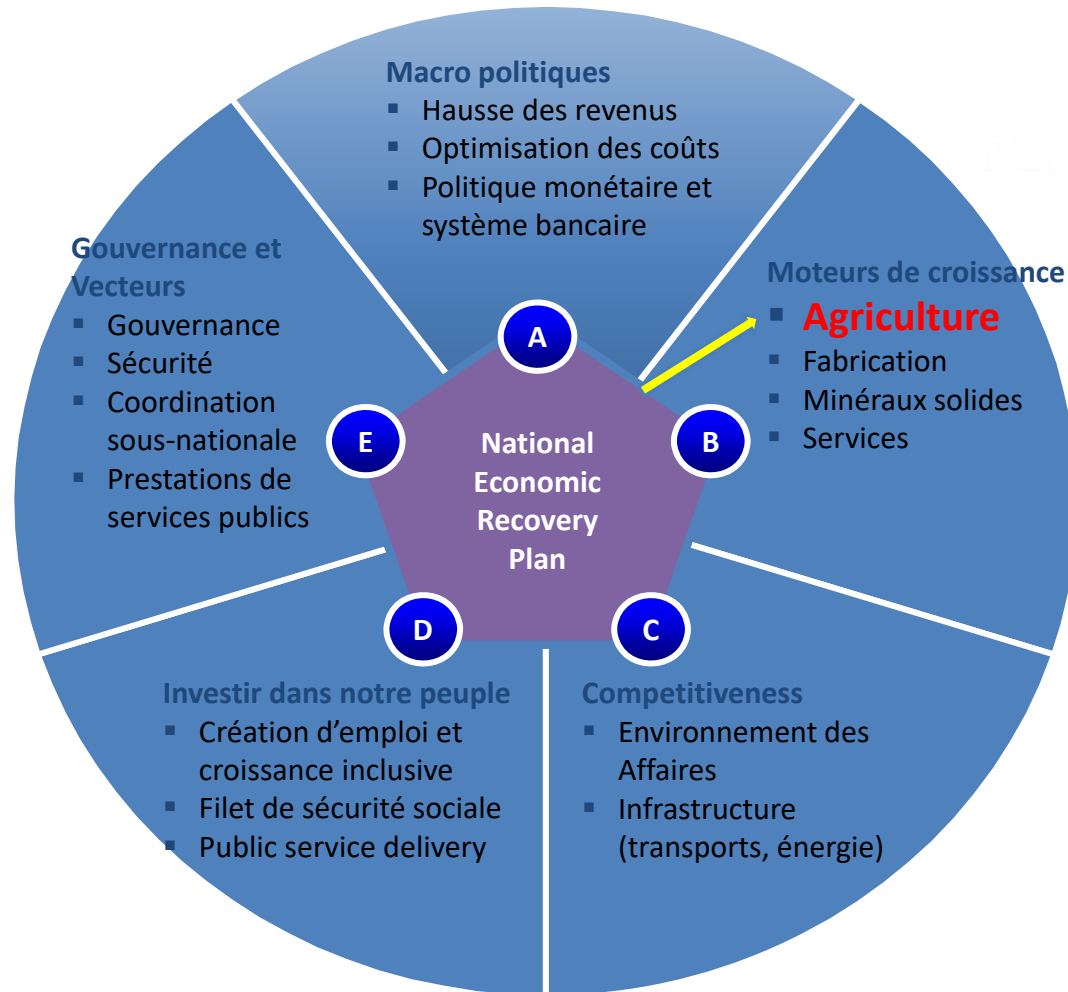 Macro politiques
▪ Hausse des revenus
▪ Optimisation des coûts
▪ Politique monétaire et
système bancaire
Gouvernance et
Vecteurs
▪ Gouvernance
▪ Sécurité
▪ Coordination
sous-nationale
▪ Prestations de
services publics
Moteurs de croissance
▪ Agriculture
▪ Fabrication
▪ Minéraux solides
▪ Services
A
B
C
D
E
National
Economic
Recovery
Plan
Investir dans notre peuple
▪ Création d’emploi et
croissance inclusive
▪ Filet de sécurité sociale
▪ Public service delivery
Competitiveness
▪ Environnement des
Affaires
▪ Infrastructure
(transports, énergie)